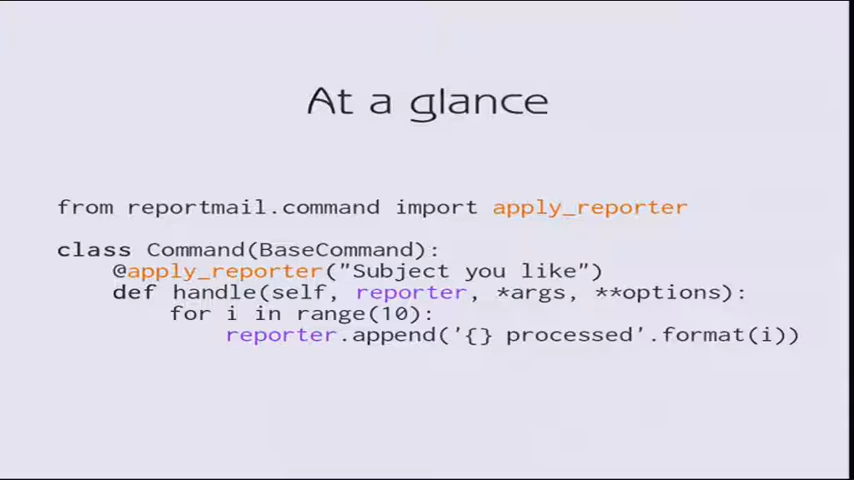 At a glance
from reportmail.command import apply_reporter
class Command(BaseCommand):
@apply_reporter("Subject you like")
def handle(self, reporter, *args, **options):
for i in range(10):
reporter.append('{} processed'.format(i))